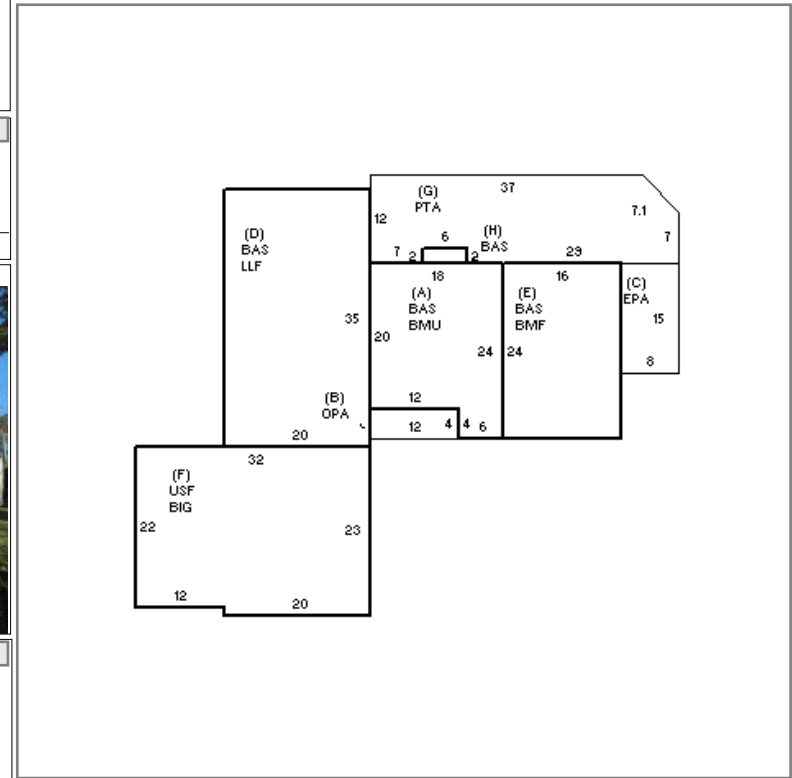 (G)
PTA
37
7.1
7
12
7
2
6
2
(H)
BAS
29
(D)
BAS
LLF
35
20
18
(A)
BAS
BMU
20
24
12
16
(E)
BAS
BMF
24
(C)
EPA
15
8
(B)
OPA
12
4
4
6
32
(F)
USF
BIG
22
23
12
20